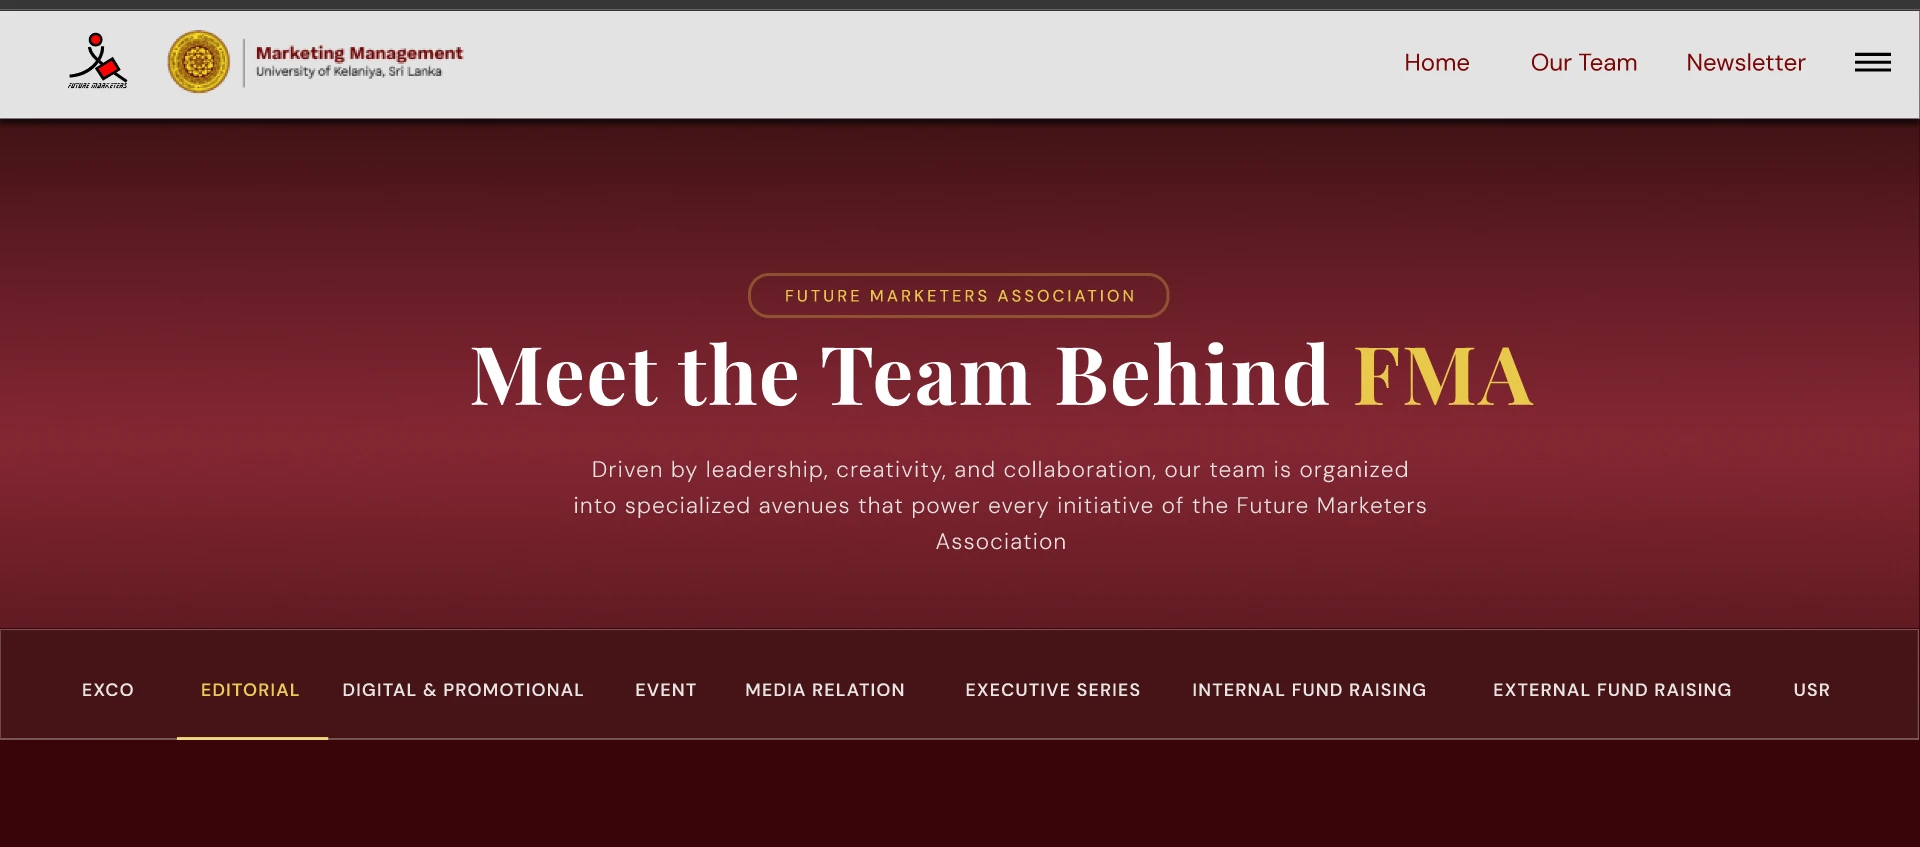 FUTURE MARKETERS
Marketing Management
University of Kelaniya, Sri Lanka
Home
Our Team
Newsletter
FUTURE MARKETERS ASSOCIATION
Meet the Team Behind FMA
Driven by leadership, creativity, and collaboration, our team is organized
into specialized avenues that power every initiative of the Future Marketers
Association
EXCO
EDITORIAL
DIGITAL & PROMOTIONAL
EVENT
MEDIA RELATION
EXECUTIVE SERIES
INTERNAL FUND RAISING
EXTERNAL FUND RAISING
USR